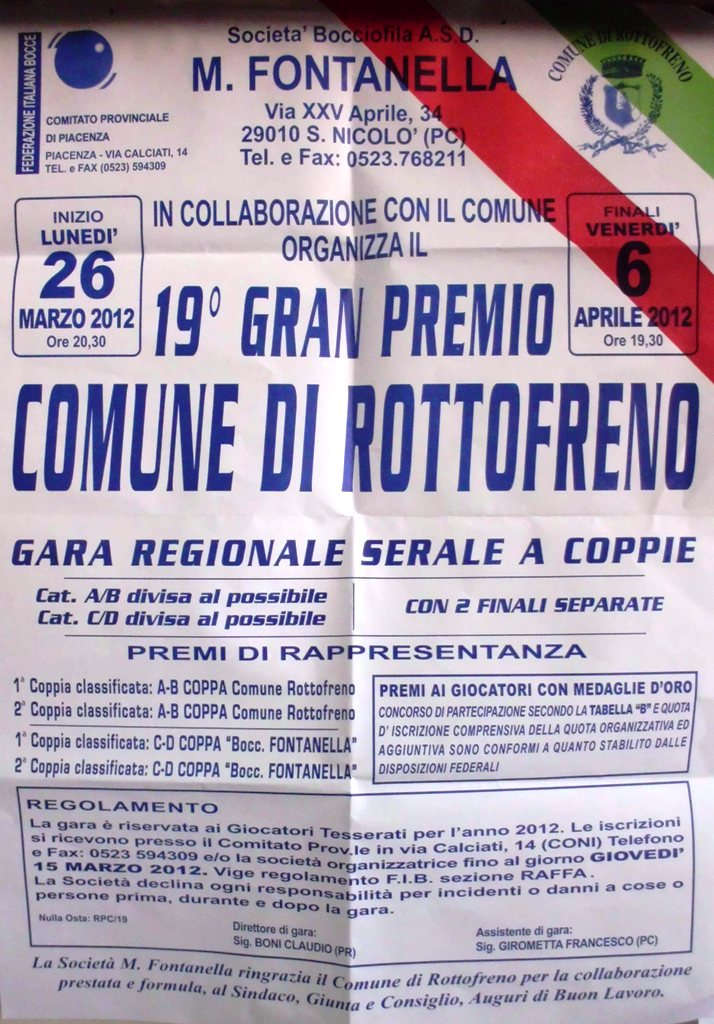 FEDERAZIONE ITALIANA BOCCE
COMITATO PROVINCIALE
DI PIACENZA
PIACENZA - VIA CALCIATI, 14
TEL. e FAX (0523) 594309
Societa' Bocciofila A.S.D.
M. FONTANELLA
Via XXV Aprile, 34
29010 S. NICOLO' (PC)
Tel. e Fax: 0523.768211
COMUNE DI ROTTOFRENO
INIZIO
LUNEDI'
26
MARZO 2012
Ore 20,30
IN COLLABORAZIONE CON IL COMUNE
ORGANIZZA IL
FINALI
VENERDI'
6
APRILE 2012
Ore 19,30
19° GRAN PREMIO
COMUNE DI ROTTOFRENO
GARA REGIONALE SERALE A COPPIE
Cat. A/B divisa al possibile
Cat. C/D divisa al possibile
CON 2 FINALI SEPARATE
PREMI DI RAPPRESENTANZA
1ª Coppia classificata: A-B COPPA Comune Rottofreno
2ª Coppia classificata: A-B COPPA Comune Rottofreno
1ª Coppia classificata: C-D COPPA "Bocc. FONTANELLA"
2ª Coppia classificata: C-D COPPA "Bocc. FONTANELLA"
PREMI AI GIOCATORI CON MEDAGLIE D'ORO
CONCORSO DI PARTECIPAZIONE SECONDO LA TABELLA "B" E QUOTA
D' ISCRIZIONE COMPRENSIVA DELLA QUOTA ORGANIZZATIVA ED
AGGIUNTIVA SONO CONFORMI A QUANTO STABILITO DALLE
DISPOSIZIONI FEDERALI
REGOLAMENTO
La gara è riservata ai Giocatori Tesserati per l'anno 2012. Le iscrizioni
si ricevono presso il Comitato Prov.le in via Calciati, 14 (CONI) Telefono
e Fax: 0523 594309 e/o la società organizzatrice fino al giorno GIOVEDI'
15 MARZO 2012. Vige regolamento F.I.B. sezione RAFFA.
La Società declina ogni responsabilità per incidenti o danni a cose o
persone prima, durante e dopo la gara.
Nulla Osta: RPC/19
Direttore di gara:
Sig. BONI CLAUDIO (PR)
Assistente di gara:
Sig. GIROMETTA FRANCESCO (PC)
La Società M. Fontanella ringrazia il Comune di Rottofreno per la collaborazione
prestata e formula, al Sindaco, Giunta e Consiglio, Auguri di Buon Lavoro.